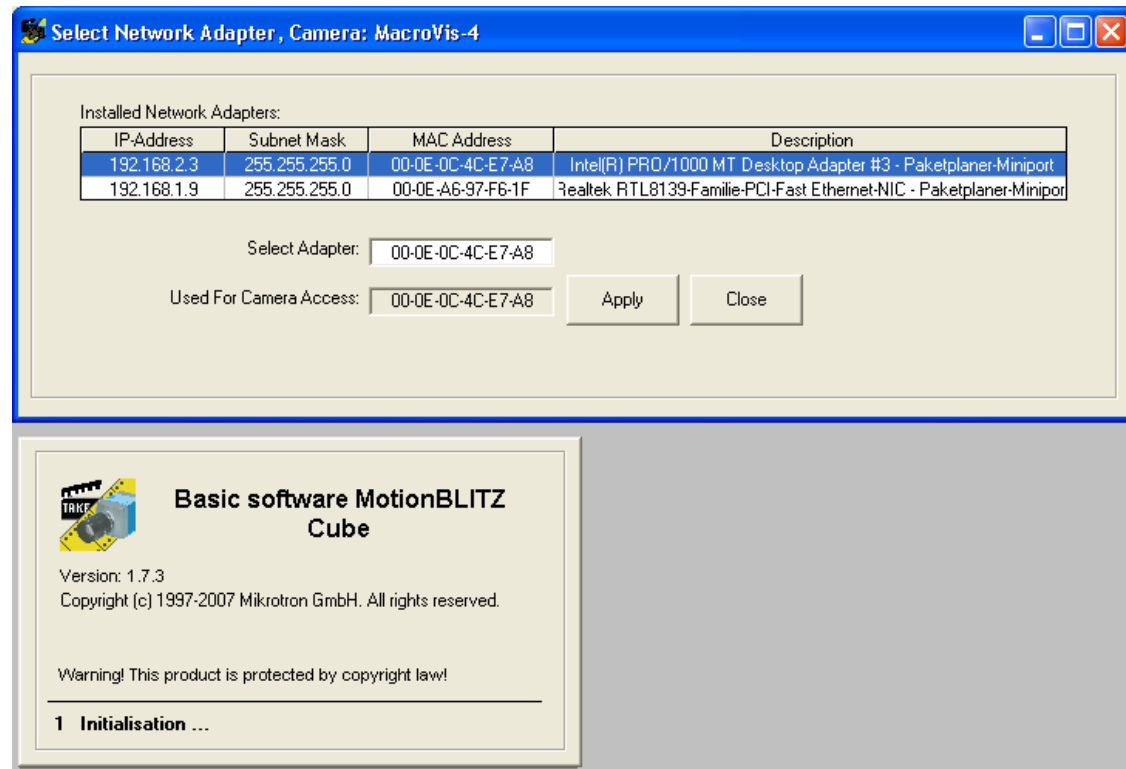 Select Network Adapter, Camera: MacroVis-4
Installed Network Adapters:
IP-Address Subnet Mask MAC Address Description
192.168.2.3 255.255.255.0 00-0E-0C-4C-E7-A8 Intel(R) PRO/1000 MT Desktop Adapter #3 - Paketplaner-Miniport
192.168.1.9 255.255.255.0 00-0E-A6-97-F6-1F Realtek RTL8139-Familie-PCI-Fast Ethernet-NIC - Paketplaner-Minipor
Select Adapter: 00-0E-0C-4C-E7-A8
Used For Camera Access: 00-0E-0C-4C-E7-A8 Apply Close
TAKE
Basic software MotionBLITZ
Cube
Version: 1.7.3
Copyright (c) 1997-2007 Mikrotron GmbH. All rights reserved.
Warning! This product is protected by copyright law!
1 Initialisation ...